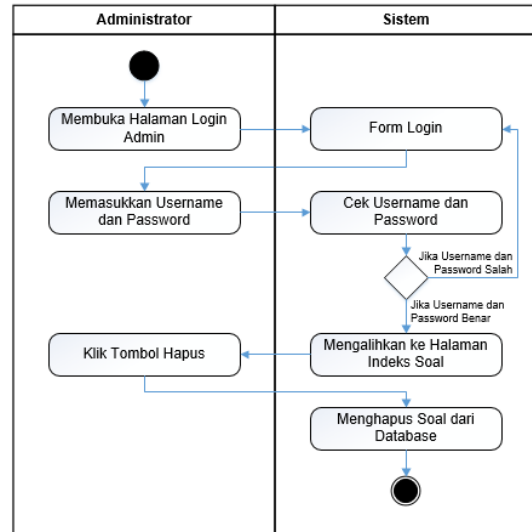 Administrator
Sistem
Membuka Halaman Login
Admin
Form Login
Memasukkan Username
dan Password
Cek Username dan
Password
Jika Username dan
Password Salah
Jika Username dan
Password Benar
Klik Tombol Hapus
Mengalihkan ke Halaman
Indeks Soal
Menghapus Soal dari
Database